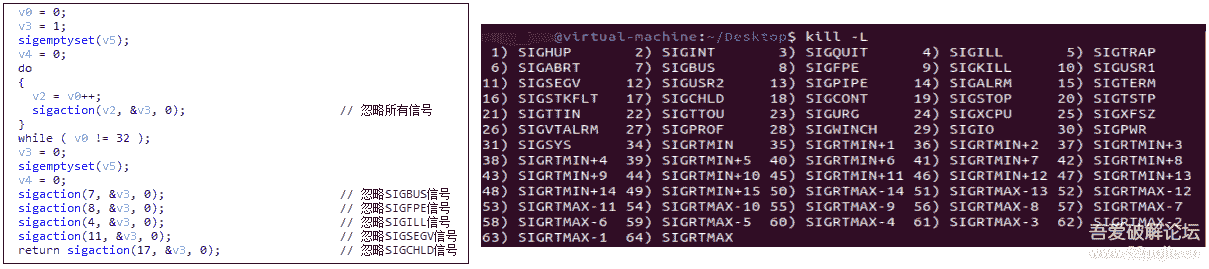 v0 = 0;
v3 = 1;
sigemptyset(v5);
v4 = 0;
do
{
v2 = v0++;
sigaction(v2, &v3, 0); // 忽略所有信号
}
while ( v0 != 32 );
v3 = 0;
sigemptyset(v5);
v4 = 0;
sigaction(7, &v3, 0); // 忽略SIGBUS信号
sigaction(8, &v3, 0); // 忽略SIGFPE信号
sigaction(4, &v3, 0); // 忽略SIGILL信号
sigaction(11, &v3, 0); // 忽略SIGSEGV信号
return sigaction(17, &v3, 0); // 忽略SIGCHLD信号
@virtual-machine:~/Desktop$ kill -L
1) SIGHUP 2) SIGINT 3) SIGQUIT 4) SIGILL 5) SIGTRAP
6) SIGABRT 7) SIGBUS 8) SIGFPE 9) SIGKILL 10) SIGUSR1
11) SIGSEGV 12) SIGUSR2 13) SIGPIPE 14) SIGALRM 15) SIGTERM
16) SIGSTKFLT 17) SIGCHLD 18) SIGCONT 19) SIGSTOP 20) SIGTSTP
21) SIGTTIN 22) SIGTTOU 23) SIGURG 24) SIGXCPU 25) SIGXFSZ
26) SIGVTALRM 27) SIGPROF 28) SIGWINCH 29) SIGIO 30) SIGPWR
31) SIGSYS 34) SIGRTMIN 35) SIGRTMIN+1 36) SIGRTMIN+2 37) SIGRTMIN+3
38) SIGRTMIN+4 39) SIGRTMIN+5 40) SIGRTMIN+6 41) SIGRTMIN+7 42) SIGRTMIN+8
43) SIGRTMIN+9 44) SIGRTMIN+10 45) SIGRTMIN+11 46) SIGRTMIN+12 47) SIGRTMIN+13
48) SIGRTMIN+14 49) SIGRTMIN+15 50) SIGRTMAX-14 51) SIGRTMAX-13 52) SIGRTMAX-12
53) SIGRTMAX-11 54) SIGRTMAX-10 55) SIGRTMAX-9 56) SIGRTMAX-8 57) SIGRTMAX-7
58) SIGRTMAX-6 59) SIGRTMAX-5 60) SIGRTMAX-4 61) SIGRTMAX-3 62) SIGRTMAX-2
63) SIGRTMAX-1 64) SIGRTMAX
吾爱破解论坛